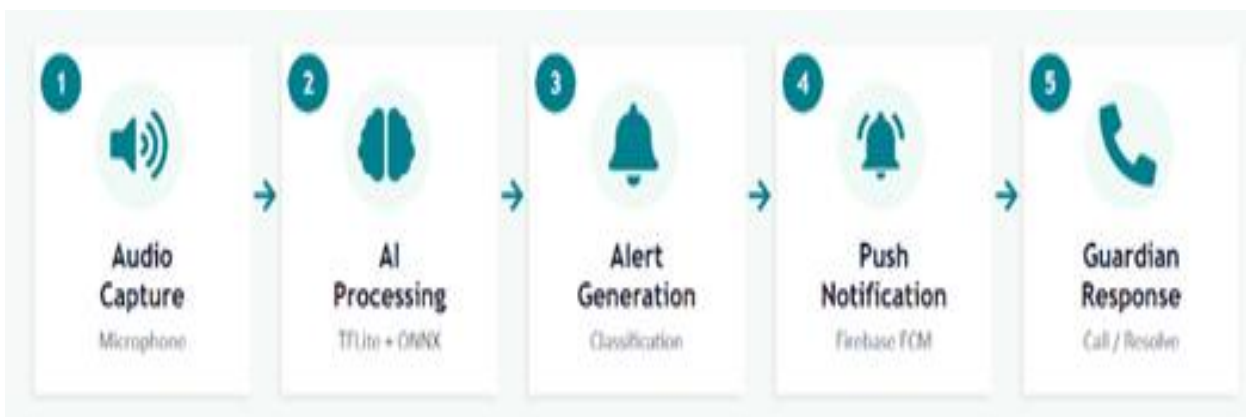 1
Audio
Capture
Microphone
2
AI
Processing
TFLite + ONNX
3
Alert
Generation
Classification
4
Push
Notification
Firebase FCM
5
Guardian
Response
Call / Resolve